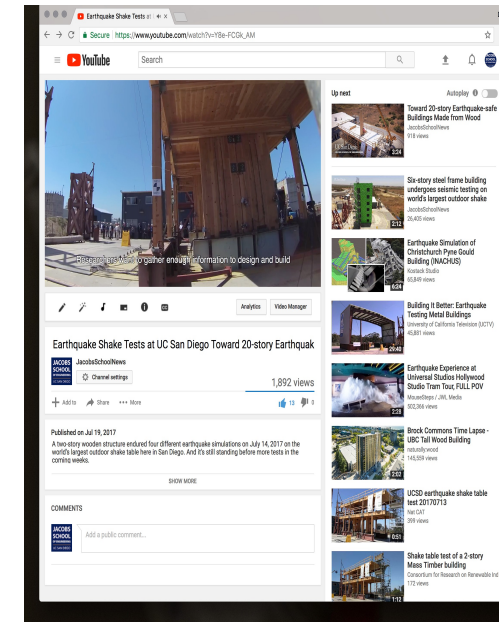 Earthquake Shake Tests at
Secure | https://www.youtube.com/watch?v=Y8e-FCGk_AM
YouTube
Search
Researchers want to gather enough information to design and build
Analytics
Video Manager
Earthquake Shake Tests at UC San Diego Toward 20-story Earthquak
JACOBS
SCHOOL
JacobsSchoolNews
Channel settings
1,892 views
Add to
Share
••• More
13
0
Published on Jul 19, 2017
A two-story wooden structure endured four different earthquake simulations on July 14, 2017 on the
world's largest outdoor shake table here in San Diego. And it's still standing before more tests in the
coming weeks.
SHOW MORE
COMMENTS
JACOBS
SCHOOL
Add a public comment...
Up next
Autoplay
Toward 20-story Earthquake-safe
Buildings Made from Wood
JacobsSchoolNews
918 views
3:24
Six-story steel frame building
undergoes seismic testing on
world's largest outdoor shake
JacobsSchoolNews
26,405 views
2:12
Earthquake Simulation of
Christchurch Pyne Gould
Building (INACHUS)
Kostack Studio
65,849 views
6:24
Building It Better: Earthquake
Testing Metal Buildings
University of California Television (UCTV)
45,881 views
29:40
Earthquake Experience at
Universal Studios Hollywood
Studio Tram Tour, FULL POV
MouseSteps / JWL Media
502,366 views
2:28
Brock Commons Time Lapse -
UBC Tall Wood Building
naturally:wood
145,559 views
2:02
UCSD earthquake shake table
test 20170713
Nat CAT
399 views
0:51
Shake table test of a 2-story
Mass Timber building
Consortium for Research on Renewable Ind
172 views
1:12